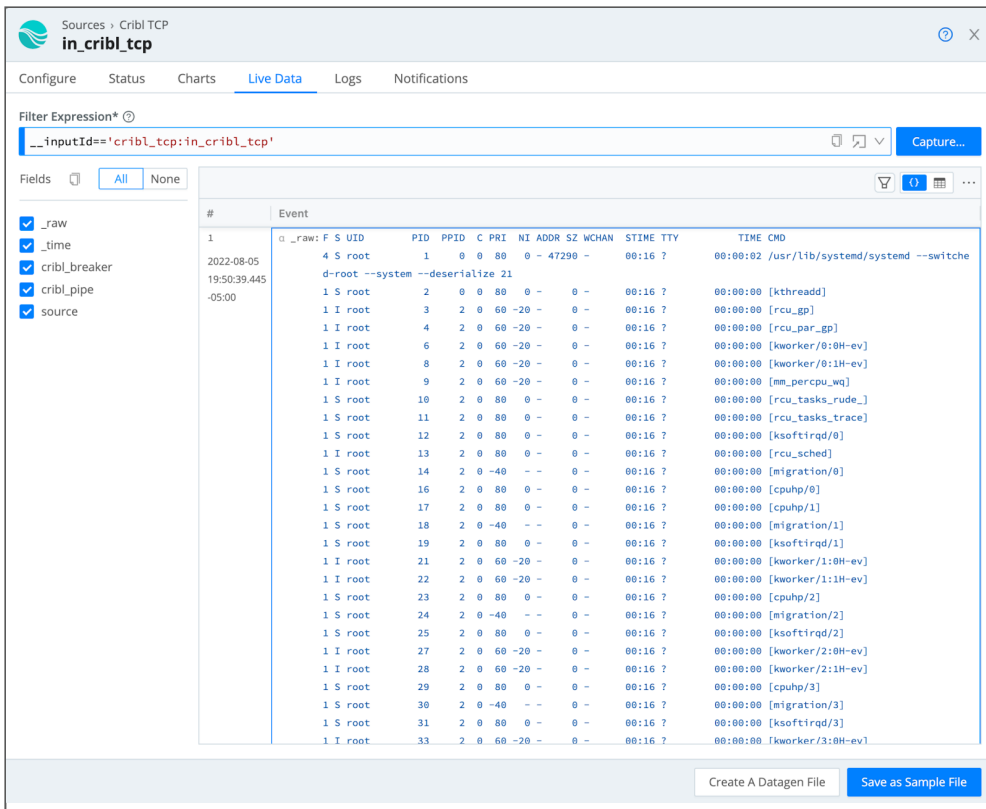 Sources › Cribl TCP
in_cribl_tcp
Configure Status Charts Live Data Logs Notifications
Filter Expression*
__inputId=='cribl_tcp:in_cribl_tcp'
Capture...
Fields All None
_raw
_time
cribl_breaker
cribl_pipe
source
# Event
1
2022-08-05
19:50:39.445
-05:00
α _raw: F S UID PID PPID C PRI NI ADDR SZ WCHAN STIME TTY TIME CMD
4 S root 1 0 0 80 0 - 47290 - 00:16 ? 00:00:02 /usr/lib/systemd/systemd --switche
d-root --system --deserialize 21
1 S root 2 0 0 80 0 - 0 - 00:16 ? 00:00:00 [kthreadd]
1 I root 3 2 0 60 -20 - 0 - 00:16 ? 00:00:00 [rcu_gp]
1 I root 4 2 0 60 -20 - 0 - 00:16 ? 00:00:00 [rcu_par_gp]
1 I root 6 2 0 60 -20 - 0 - 00:16 ? 00:00:00 [kworker/0:0H-ev]
1 I root 8 2 0 60 -20 - 0 - 00:16 ? 00:00:00 [kworker/0:1H-ev]
1 I root 9 2 0 60 -20 - 0 - 00:16 ? 00:00:00 [mm_percpu_wq]
1 S root 10 2 0 80 0 - 0 - 00:16 ? 00:00:00 [rcu_tasks_rude_]
1 S root 11 2 0 80 0 - 0 - 00:16 ? 00:00:00 [rcu_tasks_trace]
1 S root 12 2 0 80 0 - 0 - 00:16 ? 00:00:00 [ksoftirqd/0]
1 I root 13 2 0 80 0 - 0 - 00:16 ? 00:00:00 [rcu_sched]
1 S root 14 2 0 -40 - - 0 - 00:16 ? 00:00:00 [migration/0]
1 S root 16 2 0 80 0 - 0 - 00:16 ? 00:00:00 [cpuhp/0]
1 S root 17 2 0 80 0 - 0 - 00:16 ? 00:00:00 [cpuhp/1]
1 S root 18 2 0 -40 - - 0 - 00:16 ? 00:00:00 [migration/1]
1 S root 19 2 0 80 0 - 0 - 00:16 ? 00:00:00 [ksoftirqd/1]
1 I root 21 2 0 60 -20 - 0 - 00:16 ? 00:00:00 [kworker/1:0H-ev]
1 I root 22 2 0 60 -20 - 0 - 00:16 ? 00:00:00 [kworker/1:1H-ev]
1 S root 23 2 0 80 0 - 0 - 00:16 ? 00:00:00 [cpuhp/2]
1 S root 24 2 0 -40 - - 0 - 00:16 ? 00:00:00 [migration/2]
1 S root 25 2 0 80 0 - 0 - 00:16 ? 00:00:00 [ksoftirqd/2]
1 I root 27 2 0 60 -20 - 0 - 00:16 ? 00:00:00 [kworker/2:0H-ev]
1 I root 28 2 0 60 -20 - 0 - 00:16 ? 00:00:00 [kworker/2:1H-ev]
1 S root 29 2 0 80 0 - 0 - 00:16 ? 00:00:00 [cpuhp/3]
1 S root 30 2 0 -40 - - 0 - 00:16 ? 00:00:00 [migration/3]
1 S root 31 2 0 80 0 - 0 - 00:16 ? 00:00:00 [ksoftirqd/3]
1 I root 33 2 0 60 -20 - 0 - 00:16 ? 00:00:00 [kworker/3:0H-ev]
Create A Datagen File Save as Sample File